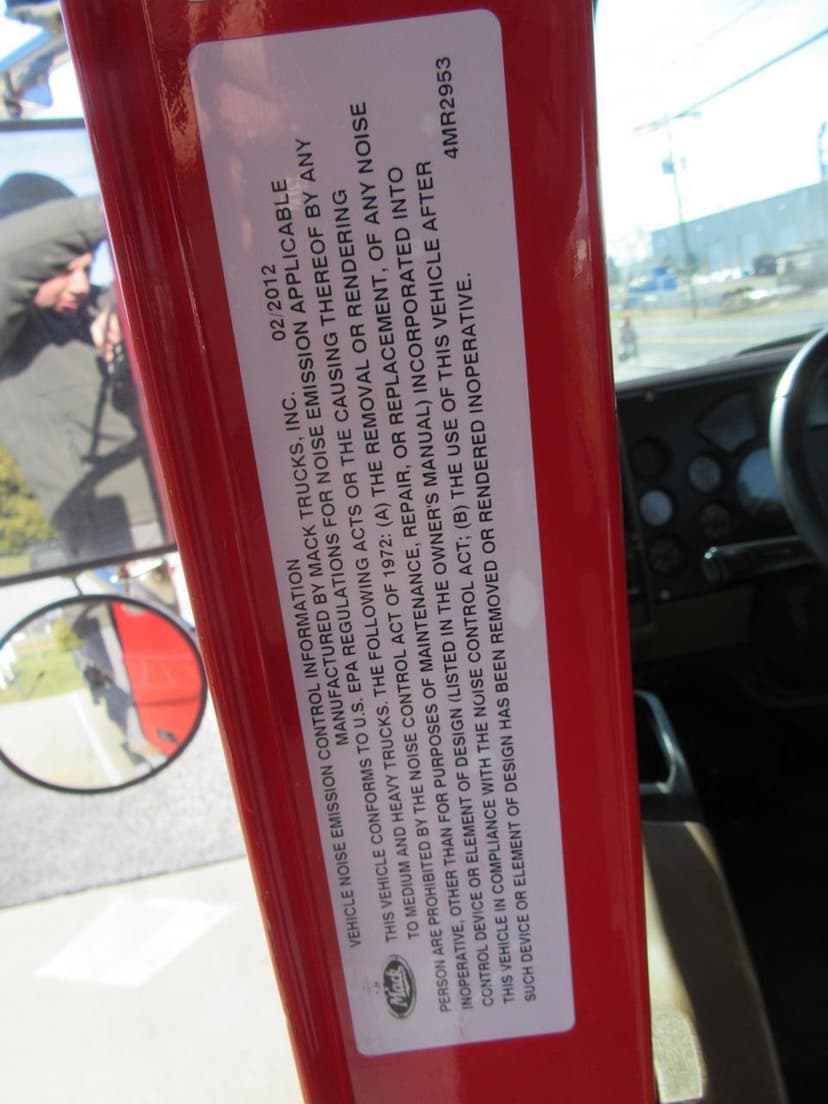 VEHICLE NOISE EMISSION CONTROL INFORMATION
MANUFACTURED BY MACK TRUCKS, INC. 02/2012
THIS VEHICLE CONFORMS TO U.S. EPA REGULATIONS FOR NOISE EMISSION APPLICABLE
TO MEDIUM AND HEAVY TRUCKS. THE FOLLOWING ACTS OR THE CAUSING THEREOF BY ANY
PERSON ARE PROHIBITED BY THE NOISE CONTROL ACT OF 1972: (A) THE REMOVAL OR RENDERING
INOPERATIVE, OTHER THAN FOR PURPOSES OF MAINTENANCE, REPAIR, OR REPLACEMENT, OF ANY NOISE
CONTROL DEVICE OR ELEMENT OF DESIGN (LISTED IN THE OWNER'S MANUAL) INCORPORATED INTO
THIS VEHICLE IN COMPLIANCE WITH THE NOISE CONTROL ACT; (B) THE USE OF THIS VEHICLE AFTER
SUCH DEVICE OR ELEMENT OF DESIGN HAS BEEN REMOVED OR RENDERED INOPERATIVE. 4MR2953
Mack